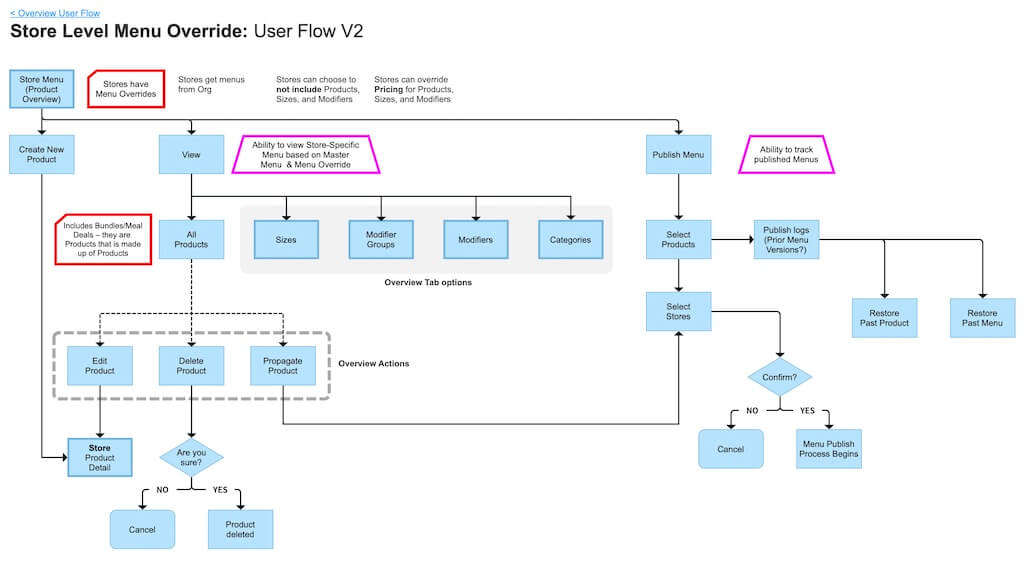 < Overview User Flow
Store Level Menu Override: User Flow V2
Store Menu
(Product
Overview)
Stores have
Menu Overrides
Stores get menus
from Org
Stores can choose to
not include Products,
Sizes, and Modifiers
Stores can override
Pricing for Products,
Sizes, and Modifiers
Create New
Product
View
Ability to view Store-Specific
Menu based on Master
Menu & Menu Override
Publish Menu
Ability to track
published Menus
Includes Bundles/Meal
Deals – they are
Products that is made
up of Products
All
Products
Sizes
Modifier
Groups
Modifiers
Categories
Overview Tab options
Select
Products
Publish logs
(Prior Menu
Versions?)
Select
Stores
Restore
Past Product
Restore
Past Menu
Edit
Product
Delete
Product
Propagate
Product
Overview Actions
Confirm?
NO
YES
Cancel
Menu Publish
Process Begins
Store
Product
Detail
Are you
sure?
NO
YES
Cancel
Product
deleted